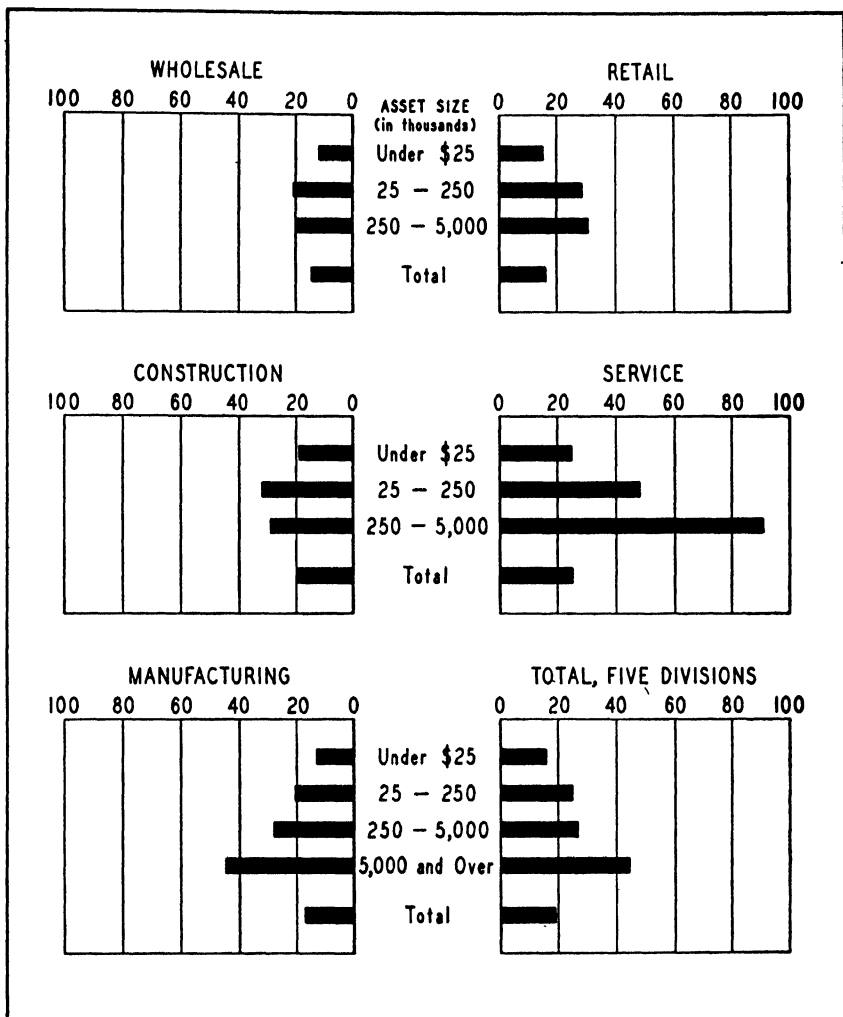 WHOLESALE RETAIL
100 80 60 40 20 0 ASSET SIZE 0 20 40 60 80 100
(in thousands)
Under $25
25 – 250
250 – 5,000
Total
CONSTRUCTION SERVICE
100 80 60 40 20 0 0 20 40 60 80 100
Under $25
25 – 250
250 – 5,000
Total
MANUFACTURING TOTAL, FIVE DIVISIONS
100 80 60 40 20 0 0 20 40 60 80 100
Under $25
25 – 250
250 – 5,000
5,000 and Over
Total